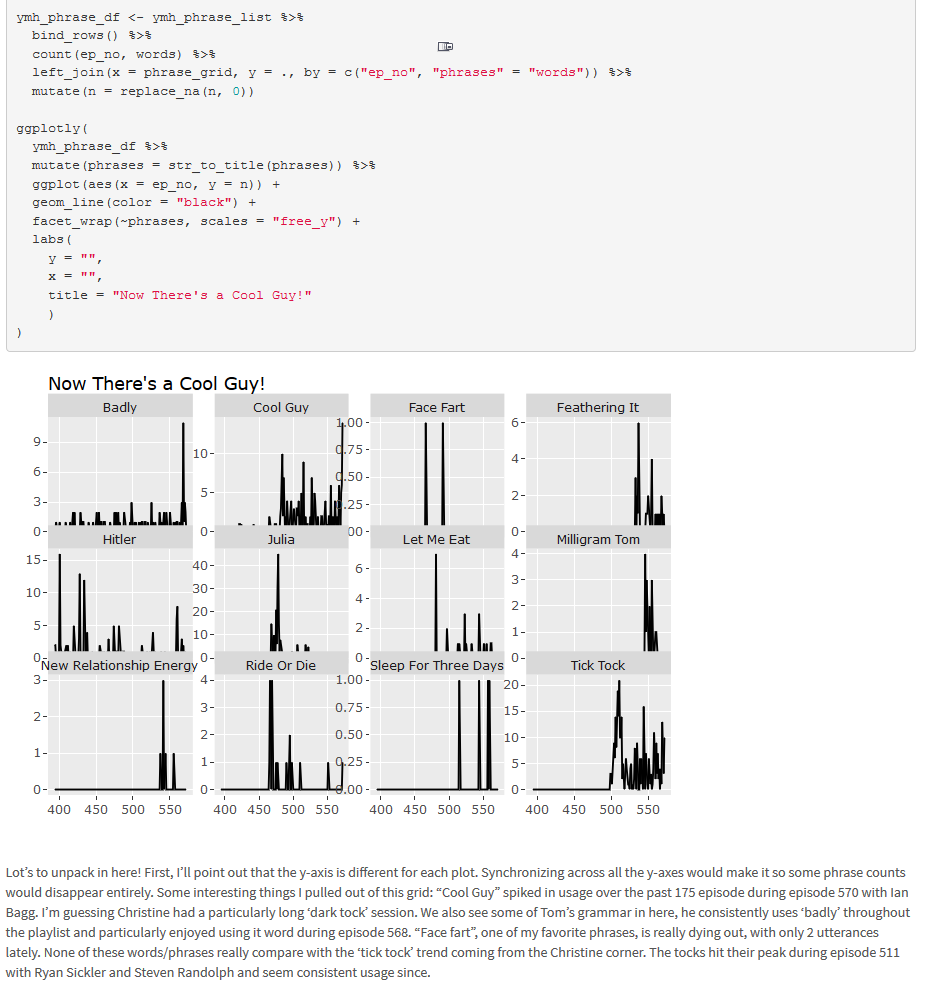 ymh_phrase_df <- ymh_phrase_list %>%
bind_rows() %>%
count(ep_no, words) %>%
left_join(x = phrase_grid, y = ., by = c("ep_no", "phrases" = "words")) %>%
mutate(n = replace_na(n, 0))
ggplotly(
ymh_phrase_df %>%
mutate(phrases = str_to_title(phrases)) %>%
ggplot(aes(x = ep_no, y = n)) +
geom_line(color = "black") +
facet_wrap(~phrases, scales = "free_y") +
labs(
y = "",
x = "",
title = "Now There's a Cool Guy!"
)
)
Now There's a Cool Guy!
Badly Cool Guy Face Fart Feathering It
9 6 3 0
10 5 0
1.00 0.75 0.50 0.25 0.00
6 4 2 0
Hitler Julia Let Me Eat Milligram Tom
15 10 5 0
40 30 20 10 0
6 4 2 0
4 3 2 1 0
New Relationship Energy Ride Or Die Sleep For Three Days Tick Tock
3 2 1 0
4 3 2 1 0
1.00 0.75 0.50 0.25 0.00
20 15 10 5 0
400 450 500 550 400 450 500 550 400 450 500 550 400 450 500 550
Lot’s to unpack in here! First, I’ll point out that the y-axis is different for each plot. Synchronizing across all the y-axes would make it so some phrase counts
would disappear entirely. Some interesting things I pulled out of this grid: “Cool Guy” spiked in usage over the past 175 episode during episode 570 with Ian
Bagg. I’m guessing Christine had a particularly long ‘dark tock’ session. We also see some of Tom’s grammar in here, he consistently uses ‘badly’ throughout
the playlist and particularly enjoyed using it word during episode 568. “Face fart”, one of my favorite phrases, is really dying out, with only 2 utterances
lately. None of these words/phrases really compare with the ‘tick tock’ trend coming from the Christine corner. The tocks hit their peak during episode 511
with Ryan Sickler and Steven Randolph and seem consistent usage since.